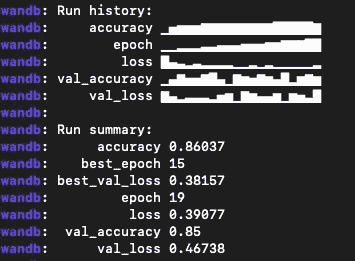 wandb: Run history:
wandb: accuracy
wandb: epoch
wandb: loss
wandb: val_accuracy
wandb: val_loss
wandb:
wandb: Run summary:
wandb: accuracy 0.86037
wandb: best_epoch 15
wandb: best_val_loss 0.38157
wandb: epoch 19
wandb: loss 0.39077
wandb: val_accuracy 0.85
wandb: val_loss 0.46738